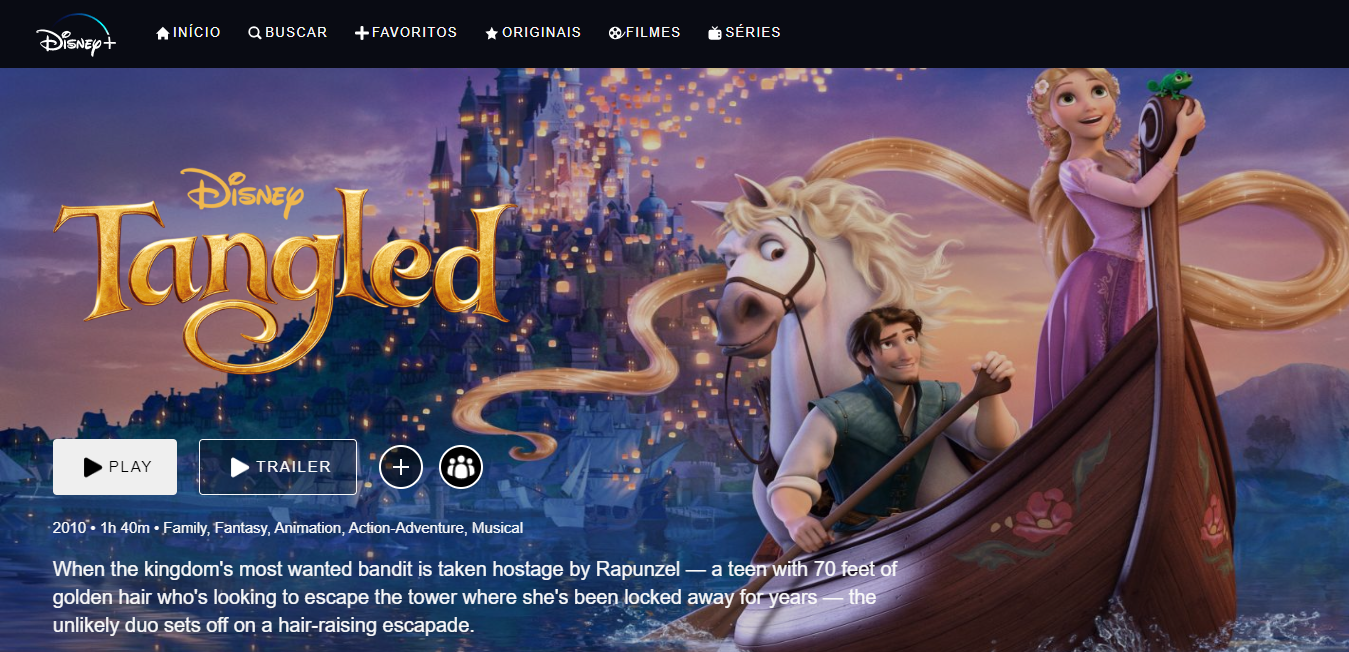 Disney+
INÍCIO
BUSCAR
FAVORITOS
ORIGINAIS
FILMES
SÉRIES
Disney
Tangled
PLAY
TRAILER
2010 • 1h 40m • Family, Fantasy, Animation, Action-Adventure, Musical
When the kingdom's most wanted bandit is taken hostage by Rapunzel — a teen with 70 feet of
golden hair who's looking to escape the tower where she's been locked away for years — the
unlikely duo sets off on a hair-raising escapade.